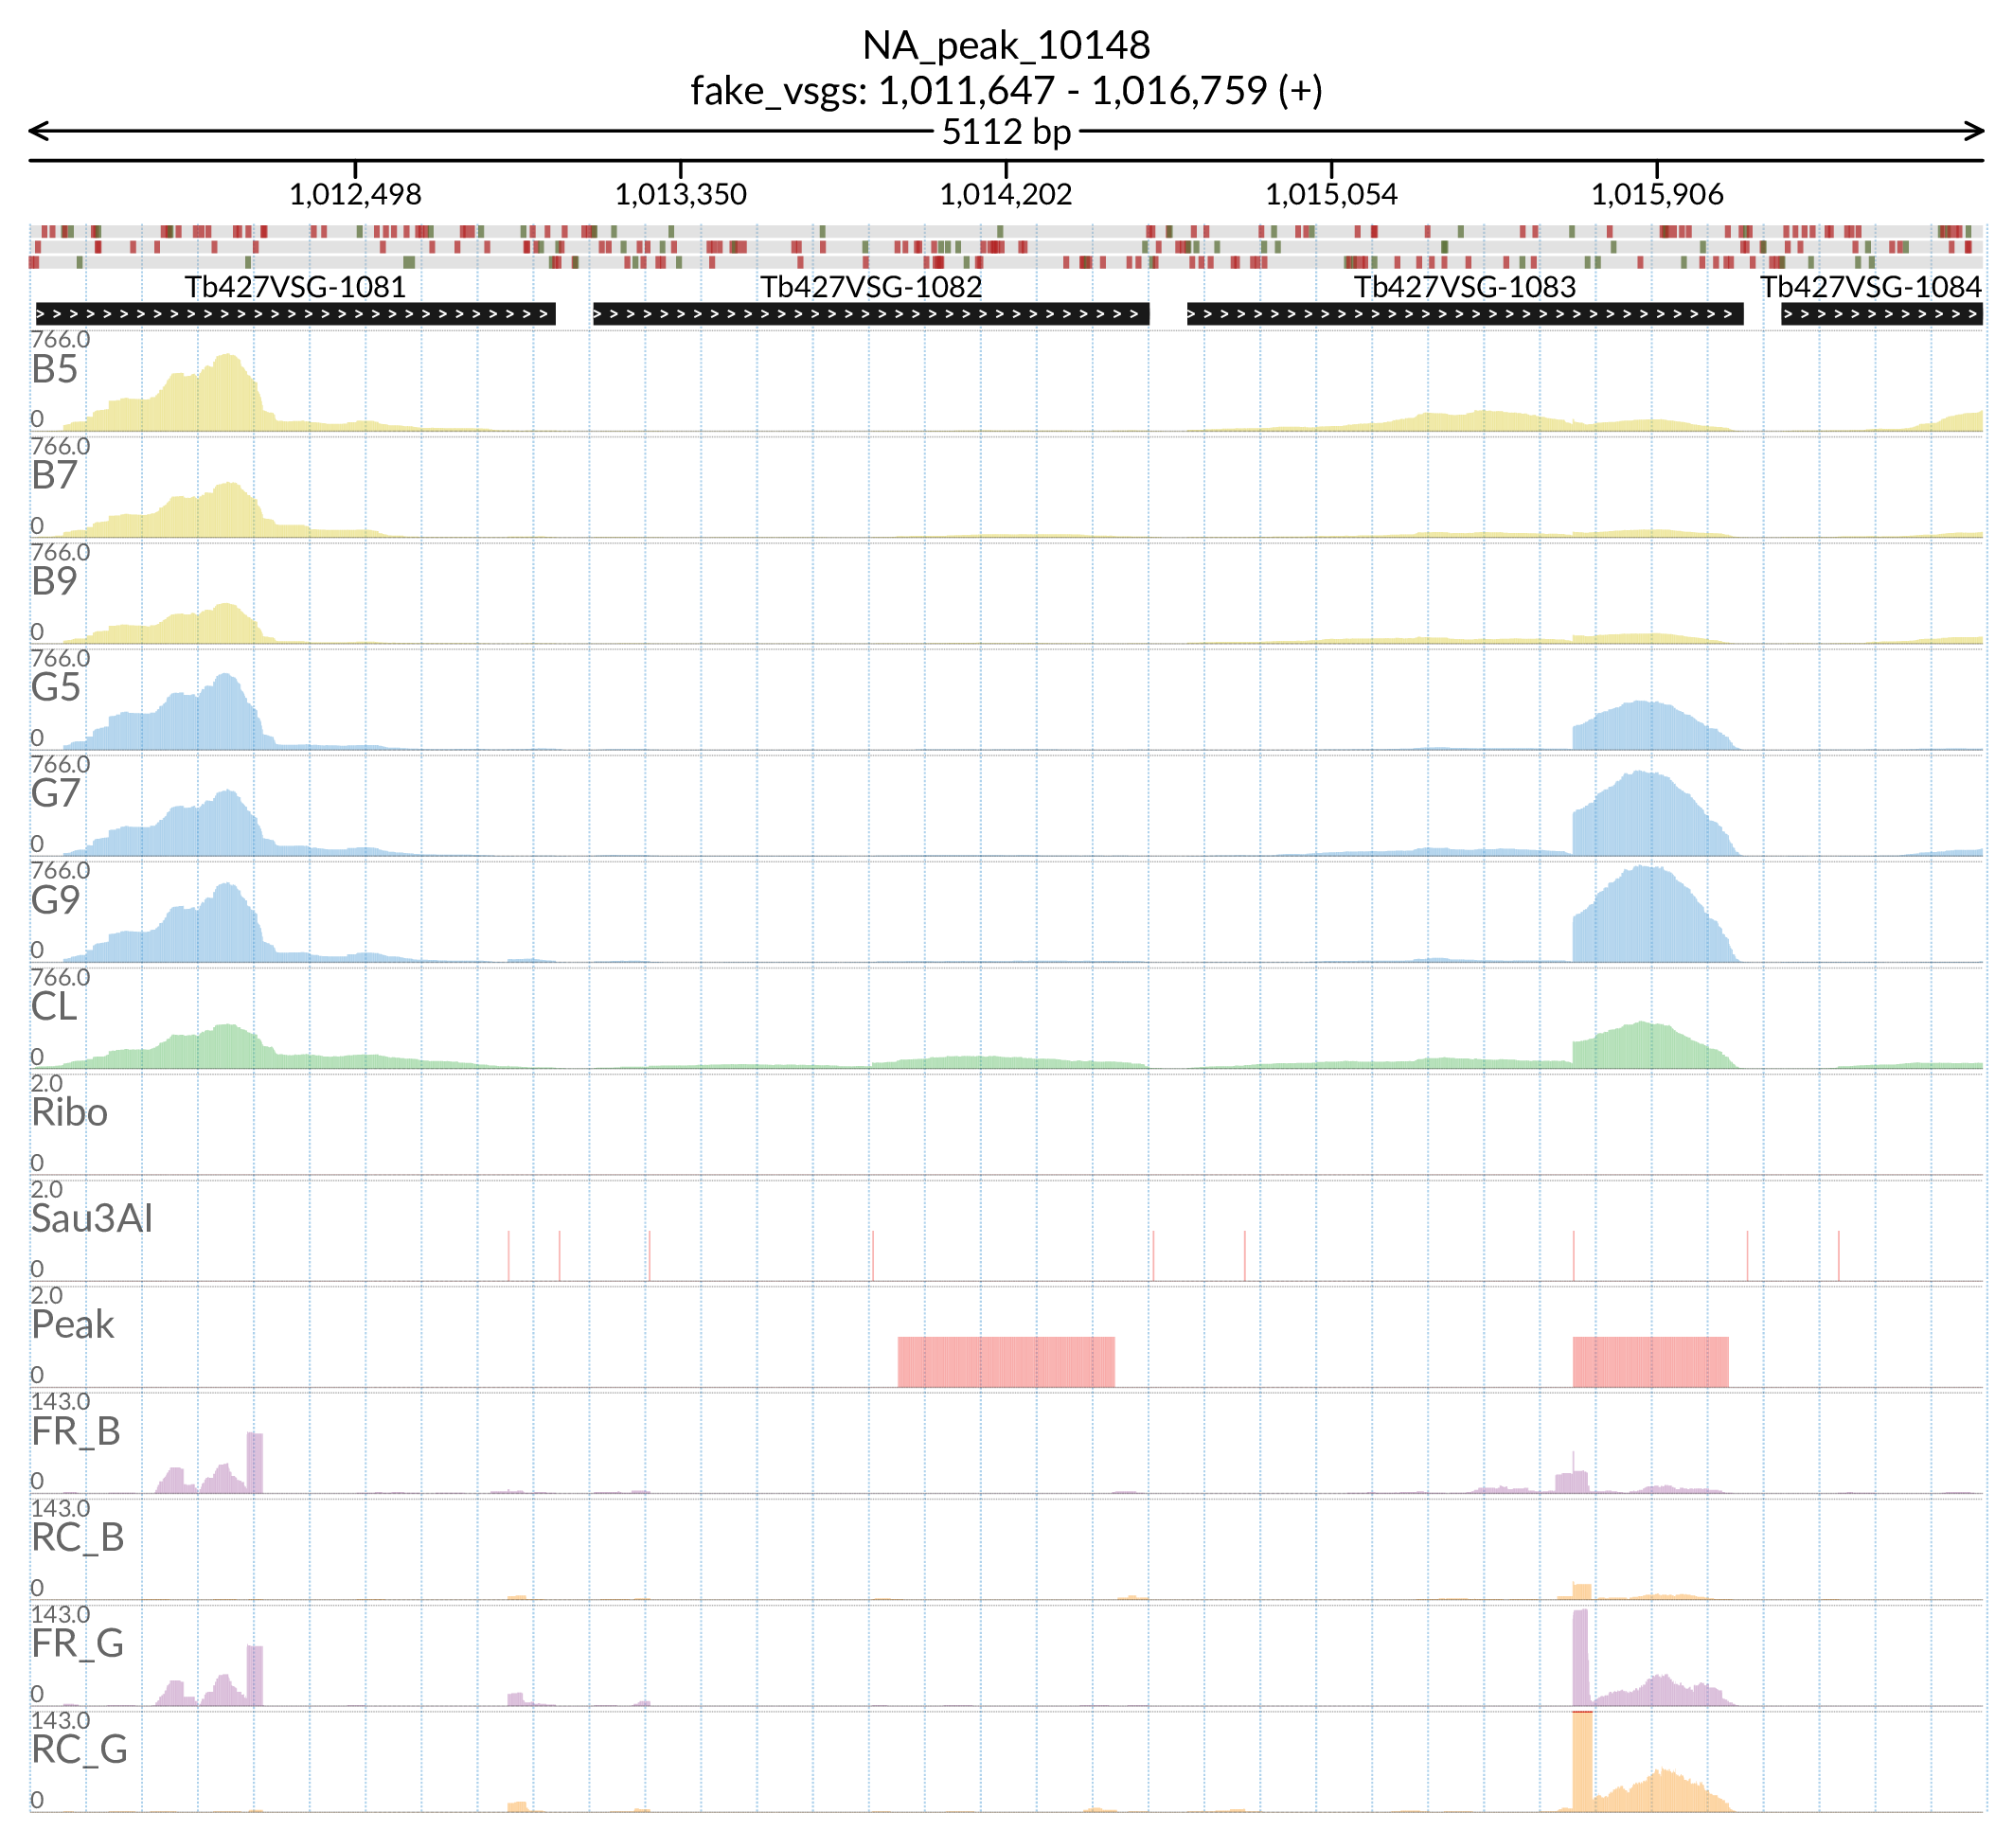 NA_peak_10148
fake_vsgs: 1,011,647 - 1,016,759 (+)
5112 bp
1,012,498 1,013,350 1,014,202 1,015,054 1,015,906
Tb427VSG-1081 Tb427VSG-1082 Tb427VSG-1083 Tb427VSG-1084
766.0
B5
0
766.0
B7
0
766.0
B9
0
766.0
G5
0
766.0
G7
0
766.0
G9
0
766.0
CL
0
2.0
Ribo
0
2.0
Sau3AI
0
2.0
Peak
0
143.0
FR_B
0
143.0
RC_B
0
143.0
FR_G
0
143.0
RC_G
0